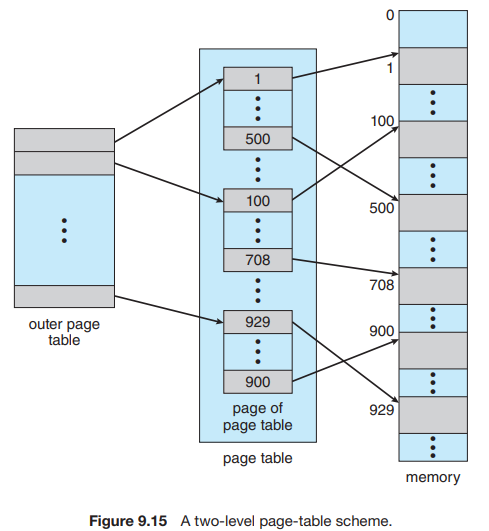 0
1
1
100
500
100
500
708
708
900
929
900
929
outer page
table
page of
page table
page table
memory
Figure 9.15 A two-level page-table scheme.